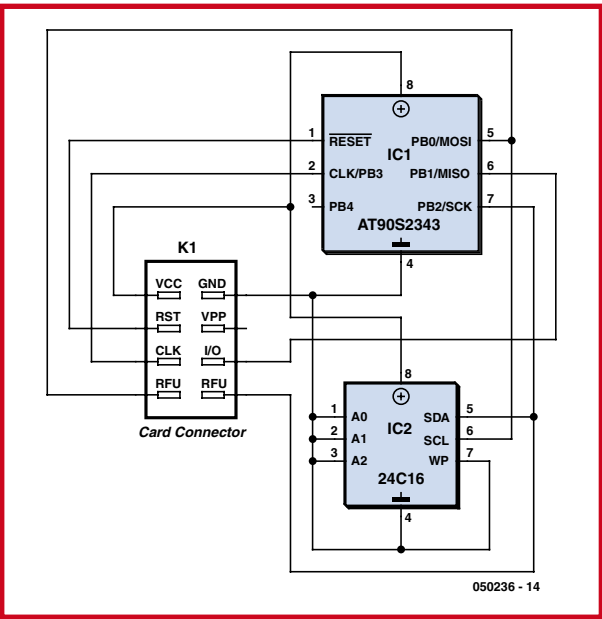 8
1 RESET PB0/MOSI 5
IC1
2 CLK/PB3 PB1/MISO 6
3 PB4 PB2/SCK 7
AT90S2343
4
K1
VCC GND
RST VPP
CLK I/O
RFU RFU
Card Connector
8
1 A0 SDA 5
IC2
2 A1 SCL 6
3 A2 WP 7
24C16
4
050236 - 14